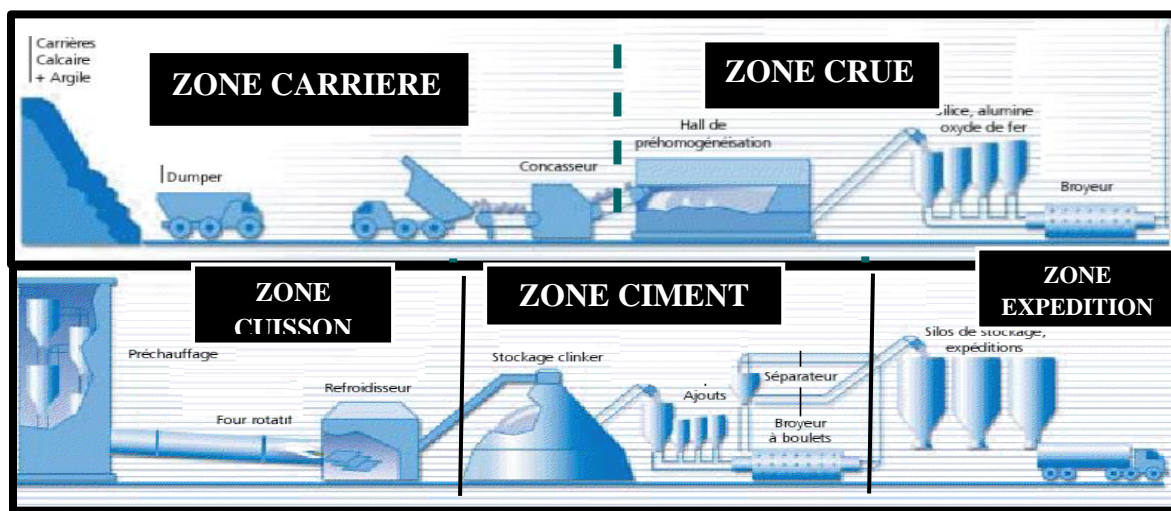 Carrières
Calcaire
+ Argile
ZONE CARRIERE
ZONE CRUE
Silice, alumine
oxyde de fer
Hall de
préhomogénéisation
Concasseur
Dumper
Broyeur
ZONE
CUISSON
ZONE CIMENT
ZONE
EXPEDITION
Silos de stockage,
expéditions
Préchauffage
Stockage clinker
Refroidisseur
Ajouts
Séparateur
Four rotatif
Broyeur
à boulets